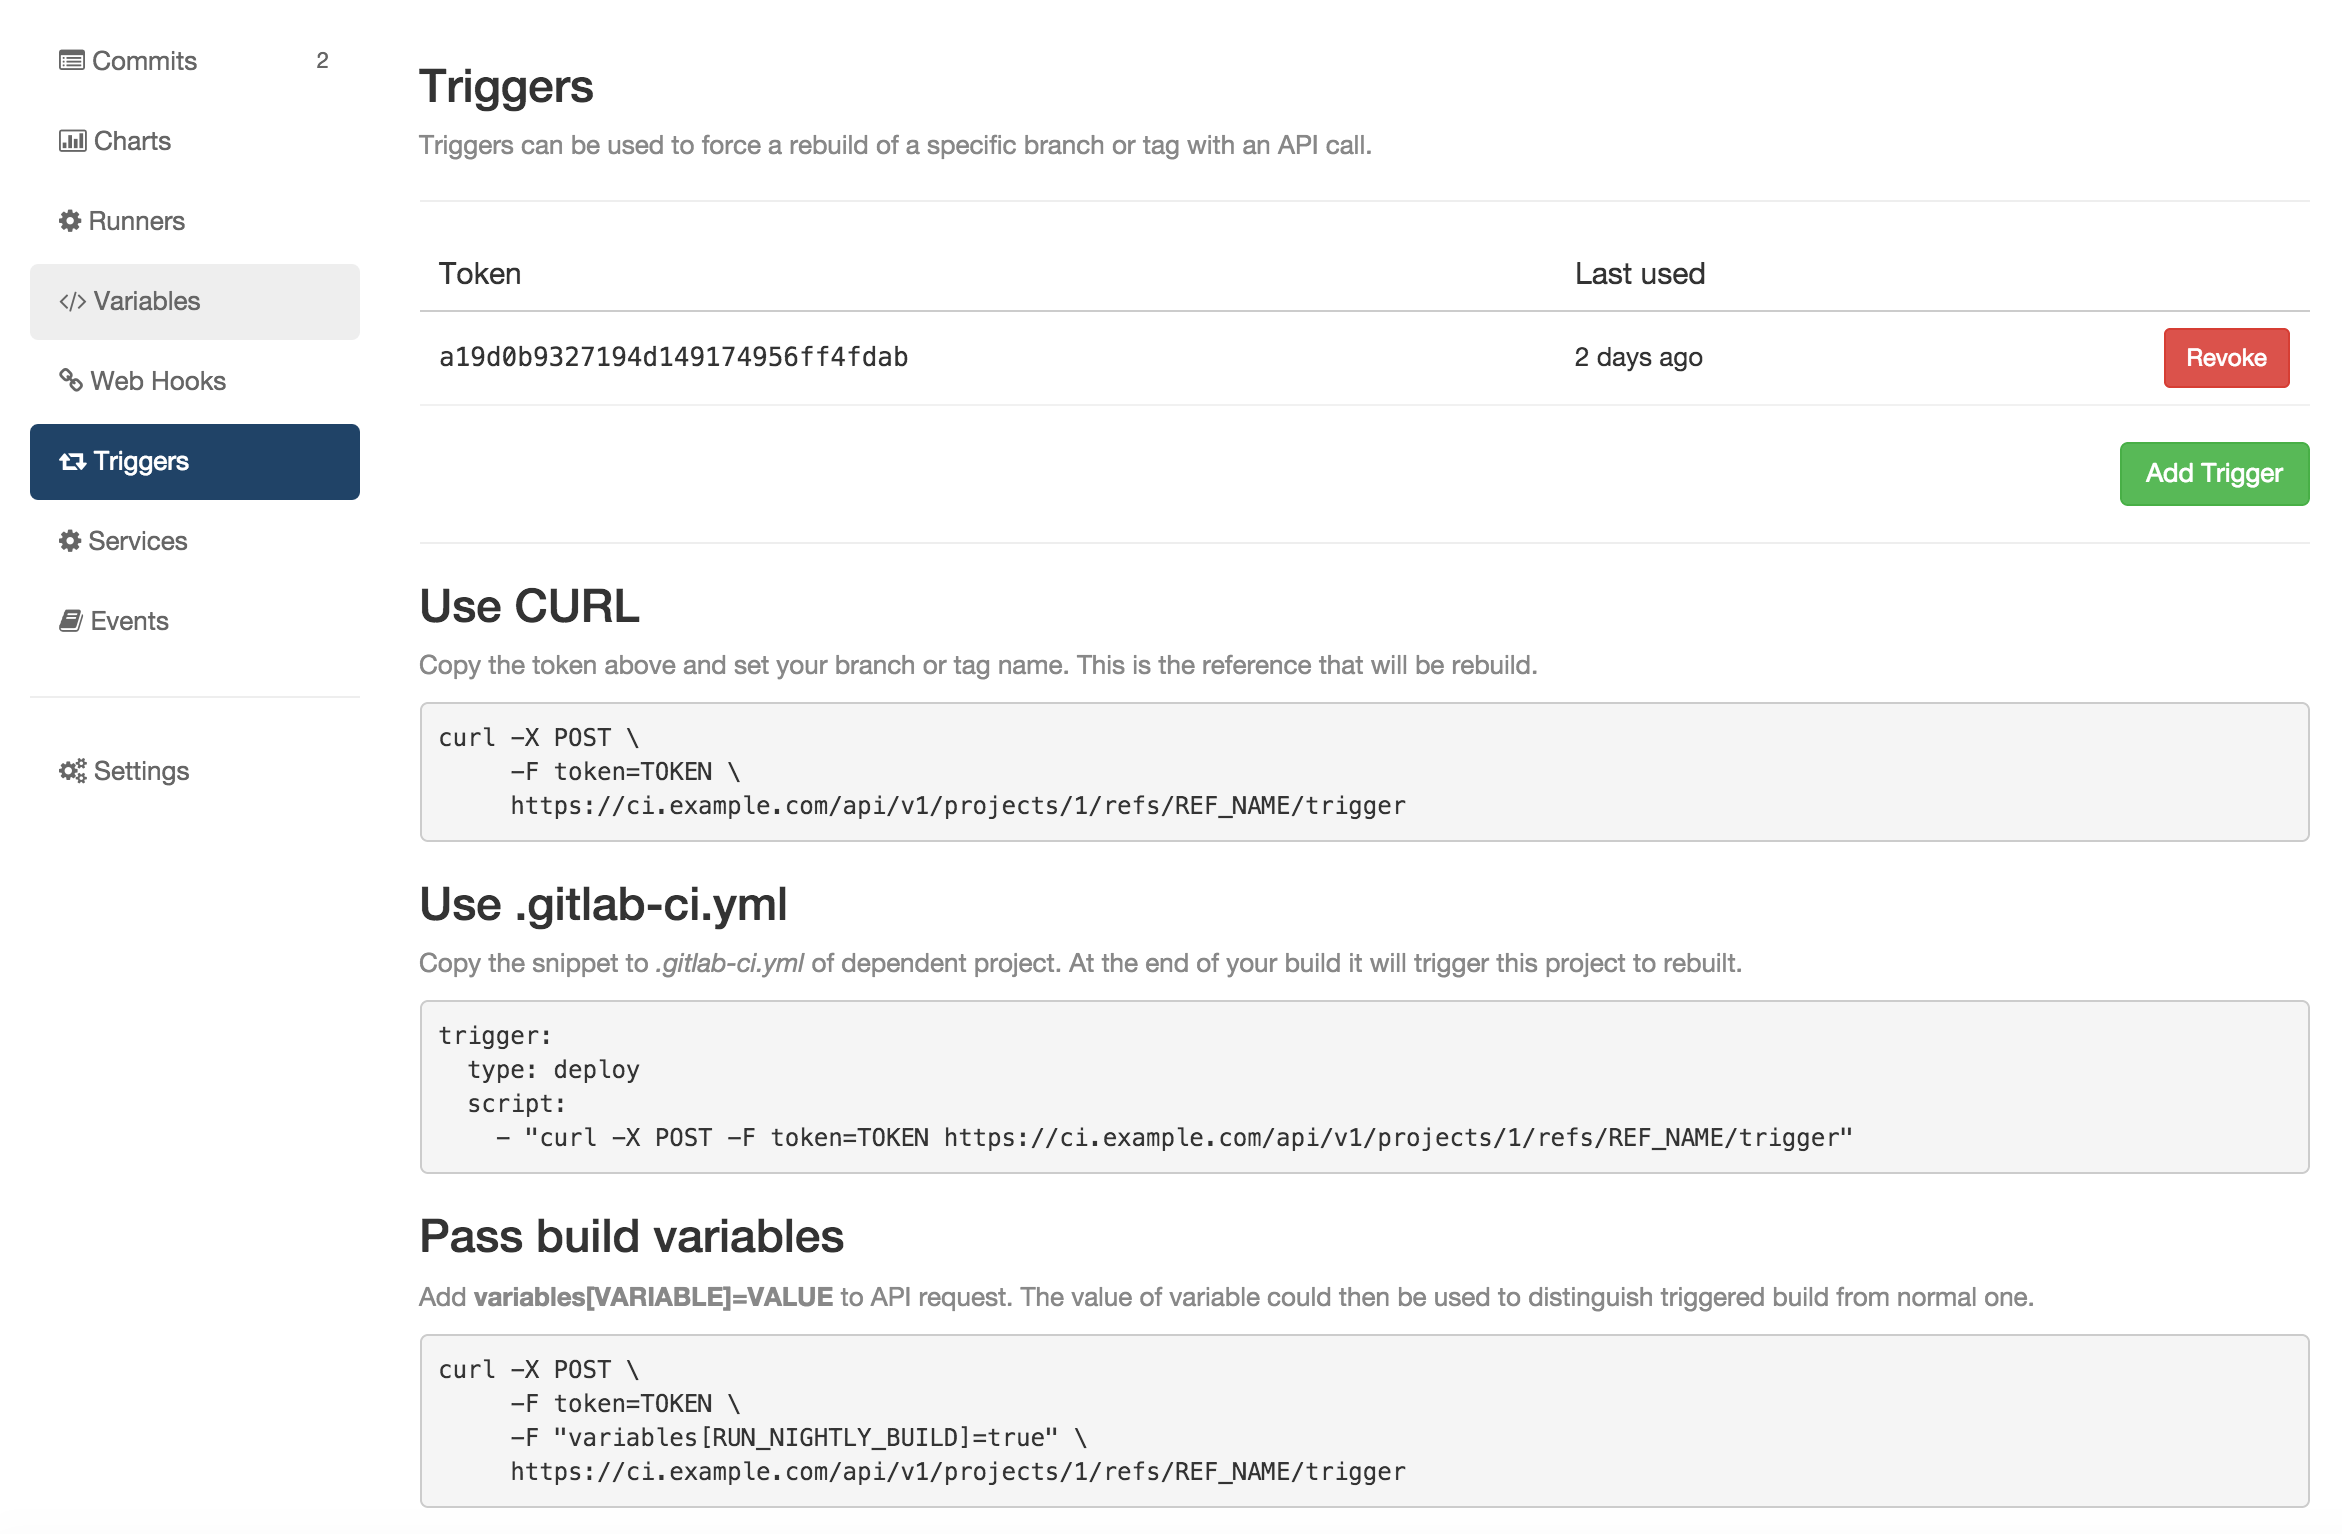 Commits 2
Charts
Runners
</> Variables
Web Hooks
Triggers
Services
Events
Settings
Triggers
Triggers can be used to force a rebuild of a specific branch or tag with an API call.
Token Last used
a19d0b9327194d149174956ff4fdab 2 days ago Revoke
Add Trigger
Use CURL
Copy the token above and set your branch or tag name. This is the reference that will be rebuild.
curl -X POST \
     -F token=TOKEN \
     https://ci.example.com/api/v1/projects/1/refs/REF_NAME/trigger
Use .gitlab-ci.yml
Copy the snippet to .gitlab-ci.yml of dependent project. At the end of your build it will trigger this project to rebuilt.
trigger:
  type: deploy
  script:
    - "curl -X POST -F token=TOKEN https://ci.example.com/api/v1/projects/1/refs/REF_NAME/trigger"
Pass build variables
Add variables[VARIABLE]=VALUE to API request. The value of variable could then be used to distinguish triggered build from normal one.
curl -X POST \
     -F token=TOKEN \
     -F "variables[RUN_NIGHTLY_BUILD]=true" \
     https://ci.example.com/api/v1/projects/1/refs/REF_NAME/trigger